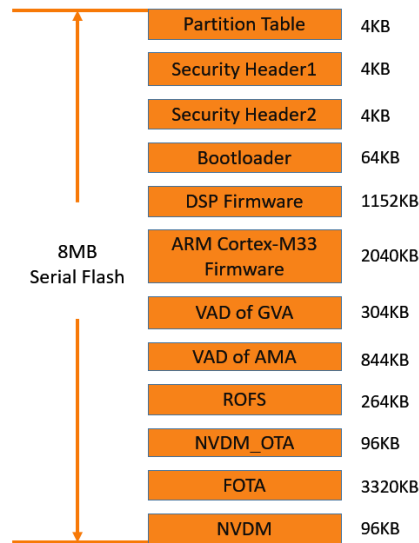 Partition Table 4KB
Security Header1 4KB
Security Header2 4KB
Bootloader 64KB
DSP Firmware 1152KB
8MB
Serial Flash
ARM Cortex-M33
Firmware
2040KB
VAD of GVA 304KB
VAD of AMA 844KB
ROFS 264KB
NVDM_OTA 96KB
FOTA 3320KB
NVDM 96KB